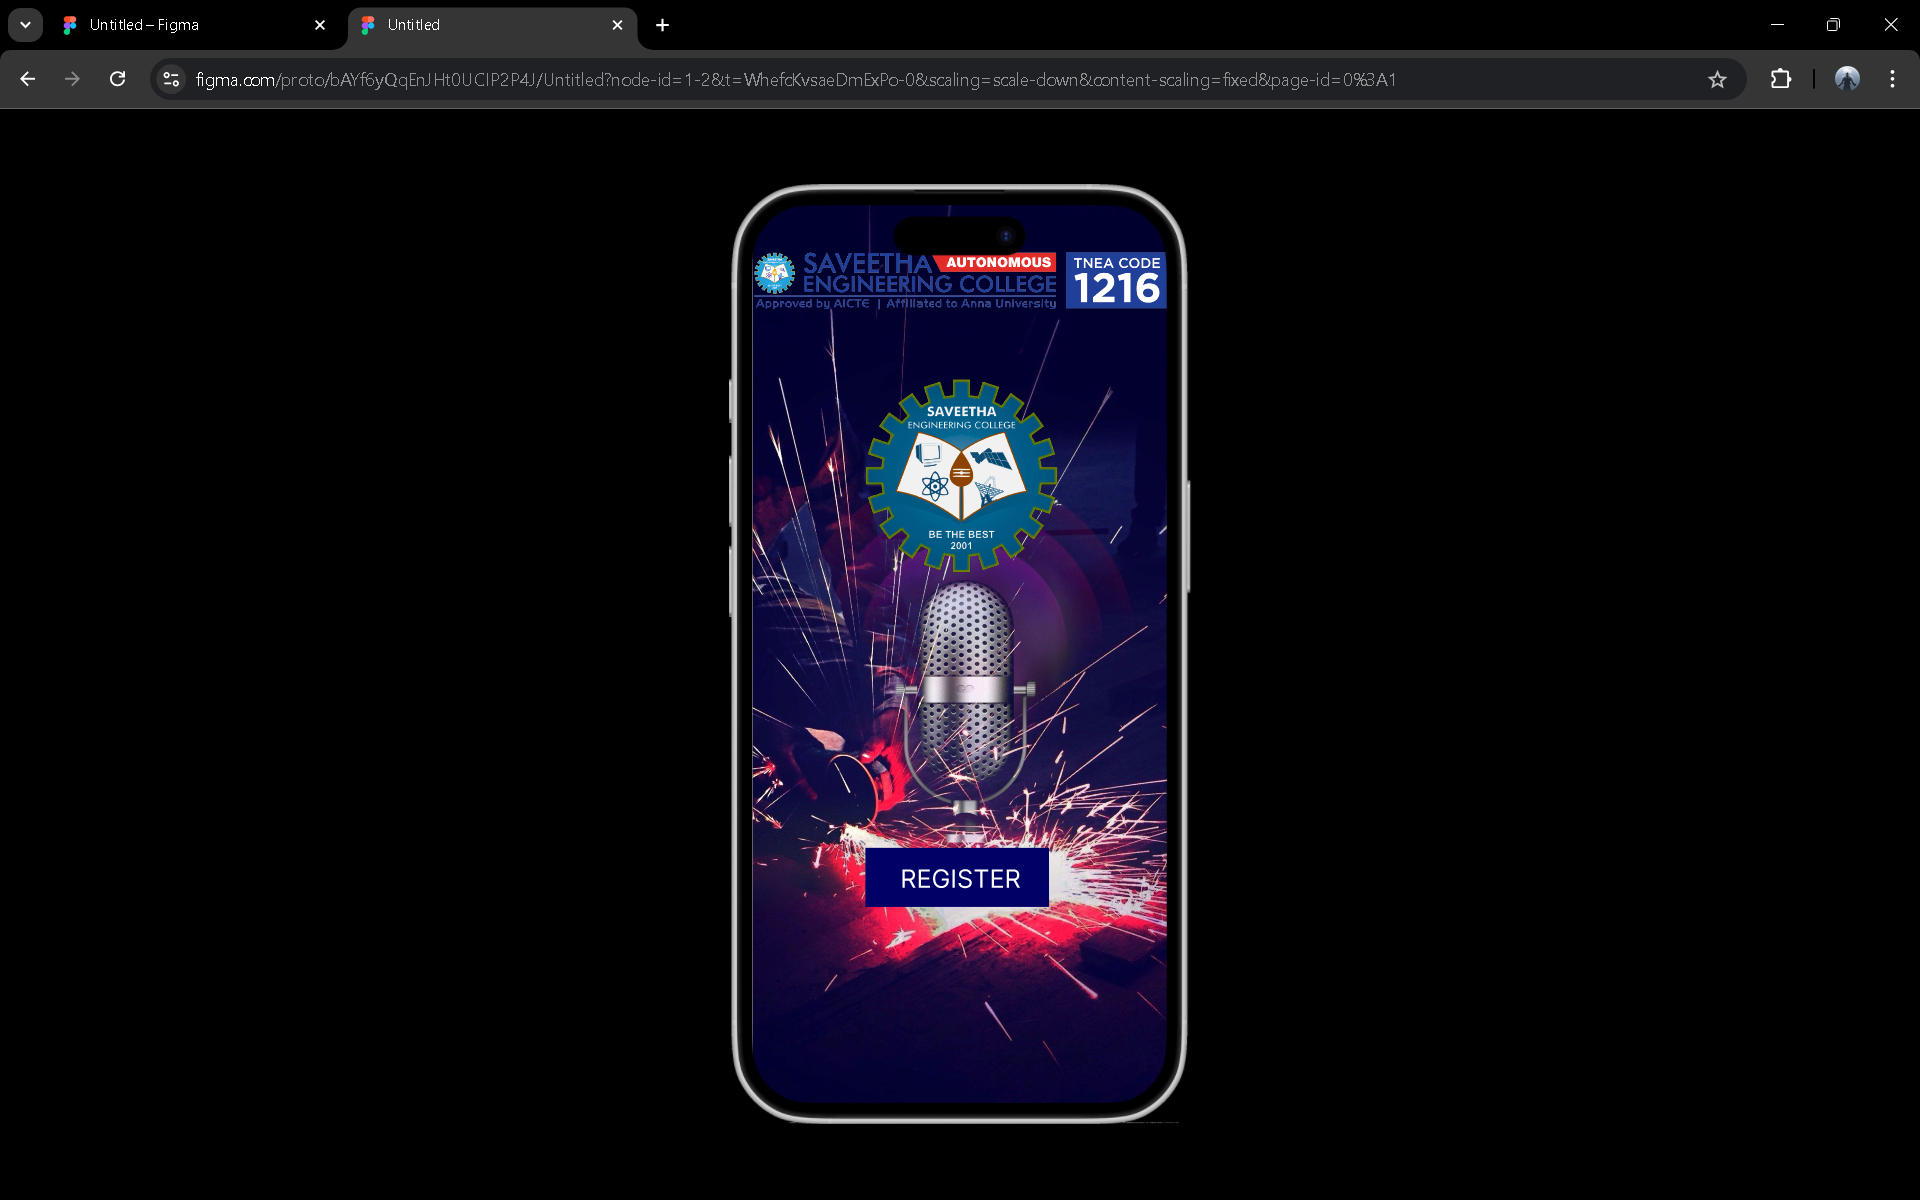 Untitled – Figma
Untitled
figma.com/proto/bAYf6yQqEnJHt0UCIP2P4J/Untitled?node-id=1-2&t=WhefcKvsaeDmExPo-0&scaling=scale-down&content-scaling=fixed&page-id=0%3A1
SAVEETHA AUTONOMOUS
ENGINEERING COLLEGE
Approved by AICTE | Affiliated to Anna University
TNEA CODE
1216
SAVEETHA
ENGINEERING COLLEGE
BE THE BEST
2001
REGISTER